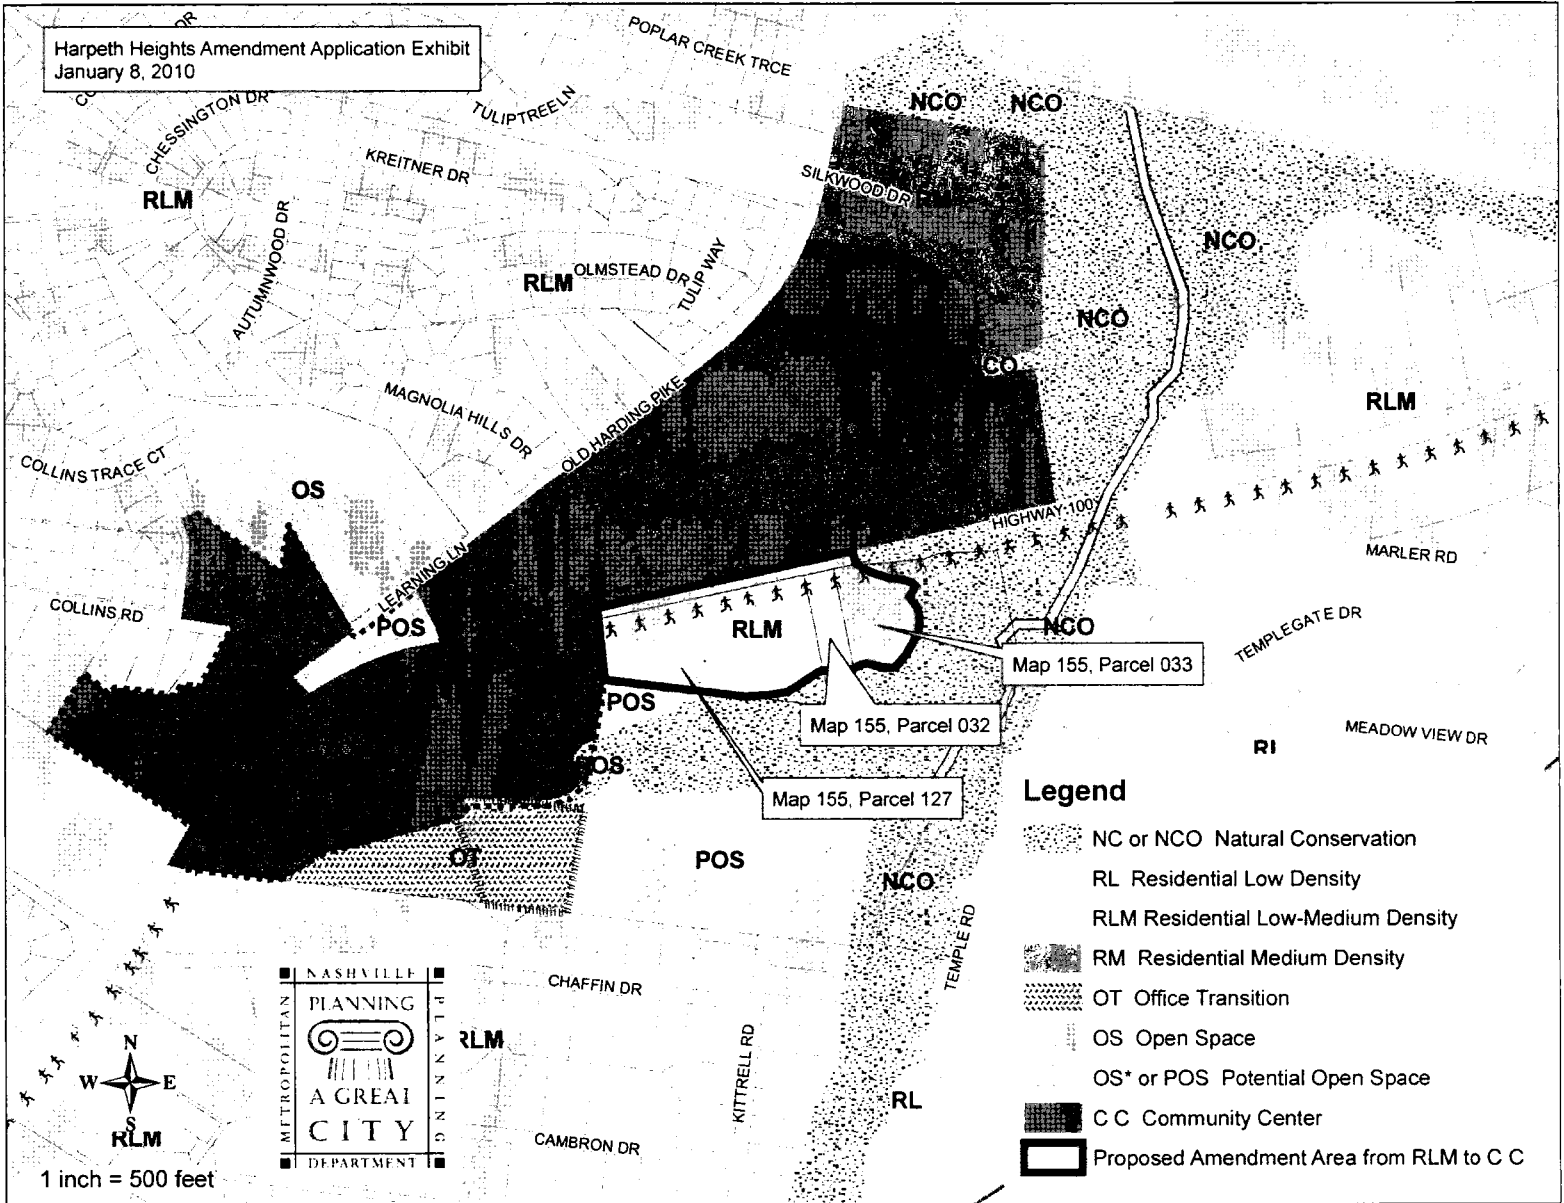 Harpeth Heights Amendment Application Exhibit
January 8, 2010
DR
POPLAR CREEK TRCE
CHESSINGTON DR
TULIPTREE LN
NCO
NCO
KREITNER DR
SILKWOOD DR
RLM
AUTUMNWOOD DR
NCO
RLM
OLMSTEAD DR
TULIP WAY
NCO
CO
MAGNOLIA HILLS DR
OLD HARDING PIKE
RLM
COLLINS TRACE CT
OS
HIGHWAY 100
MARLER RD
LEARNING LN
COLLINS RD
POS
RLM
NCO
TEMPLEGATE DR
Map 155, Parcel 033
POS
Map 155, Parcel 032
MEADOW VIEW DR
OS
Map 155, Parcel 127
OT
POS
NCO
TEMPLE RD
CHAFFIN DR
RLM
KITTRELL RD
RL
CAMBRON DR
Legend
NC or NCO Natural Conservation
RL Residential Low Density
RLM Residential Low-Medium Density
RM Residential Medium Density
OT Office Transition
OS Open Space
OS* or POS Potential Open Space
C C Community Center
Proposed Amendment Area from RLM to C C
NASHVILLE
METROPOLITAN
PLANNING
PLANNING
A GREAT
CITY
DEPARTMENT
N
W
E
S
RLM
1 inch = 500 feet